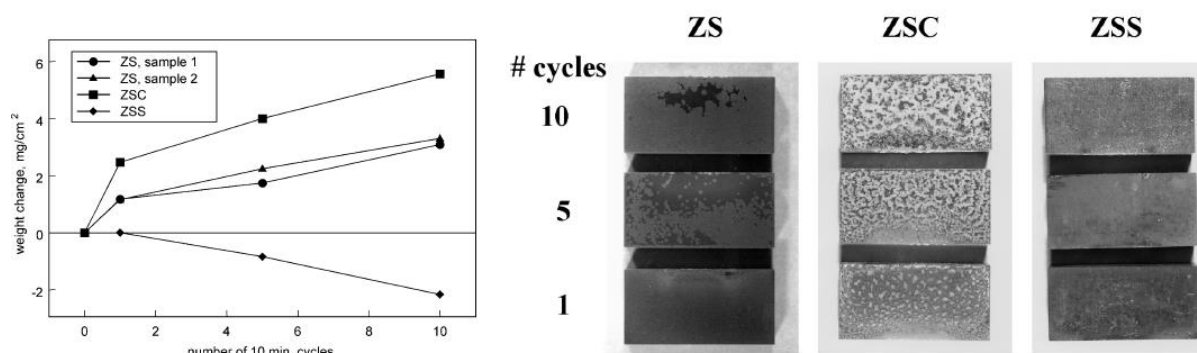 6
4
2
0
-2
weight change, mg/cm2
ZS, sample 1
ZS, sample 2
ZSC
ZSS
0 2 4 6 8 10
number of 10 min. cycles
ZS ZSC ZSS
# cycles
10
5
1